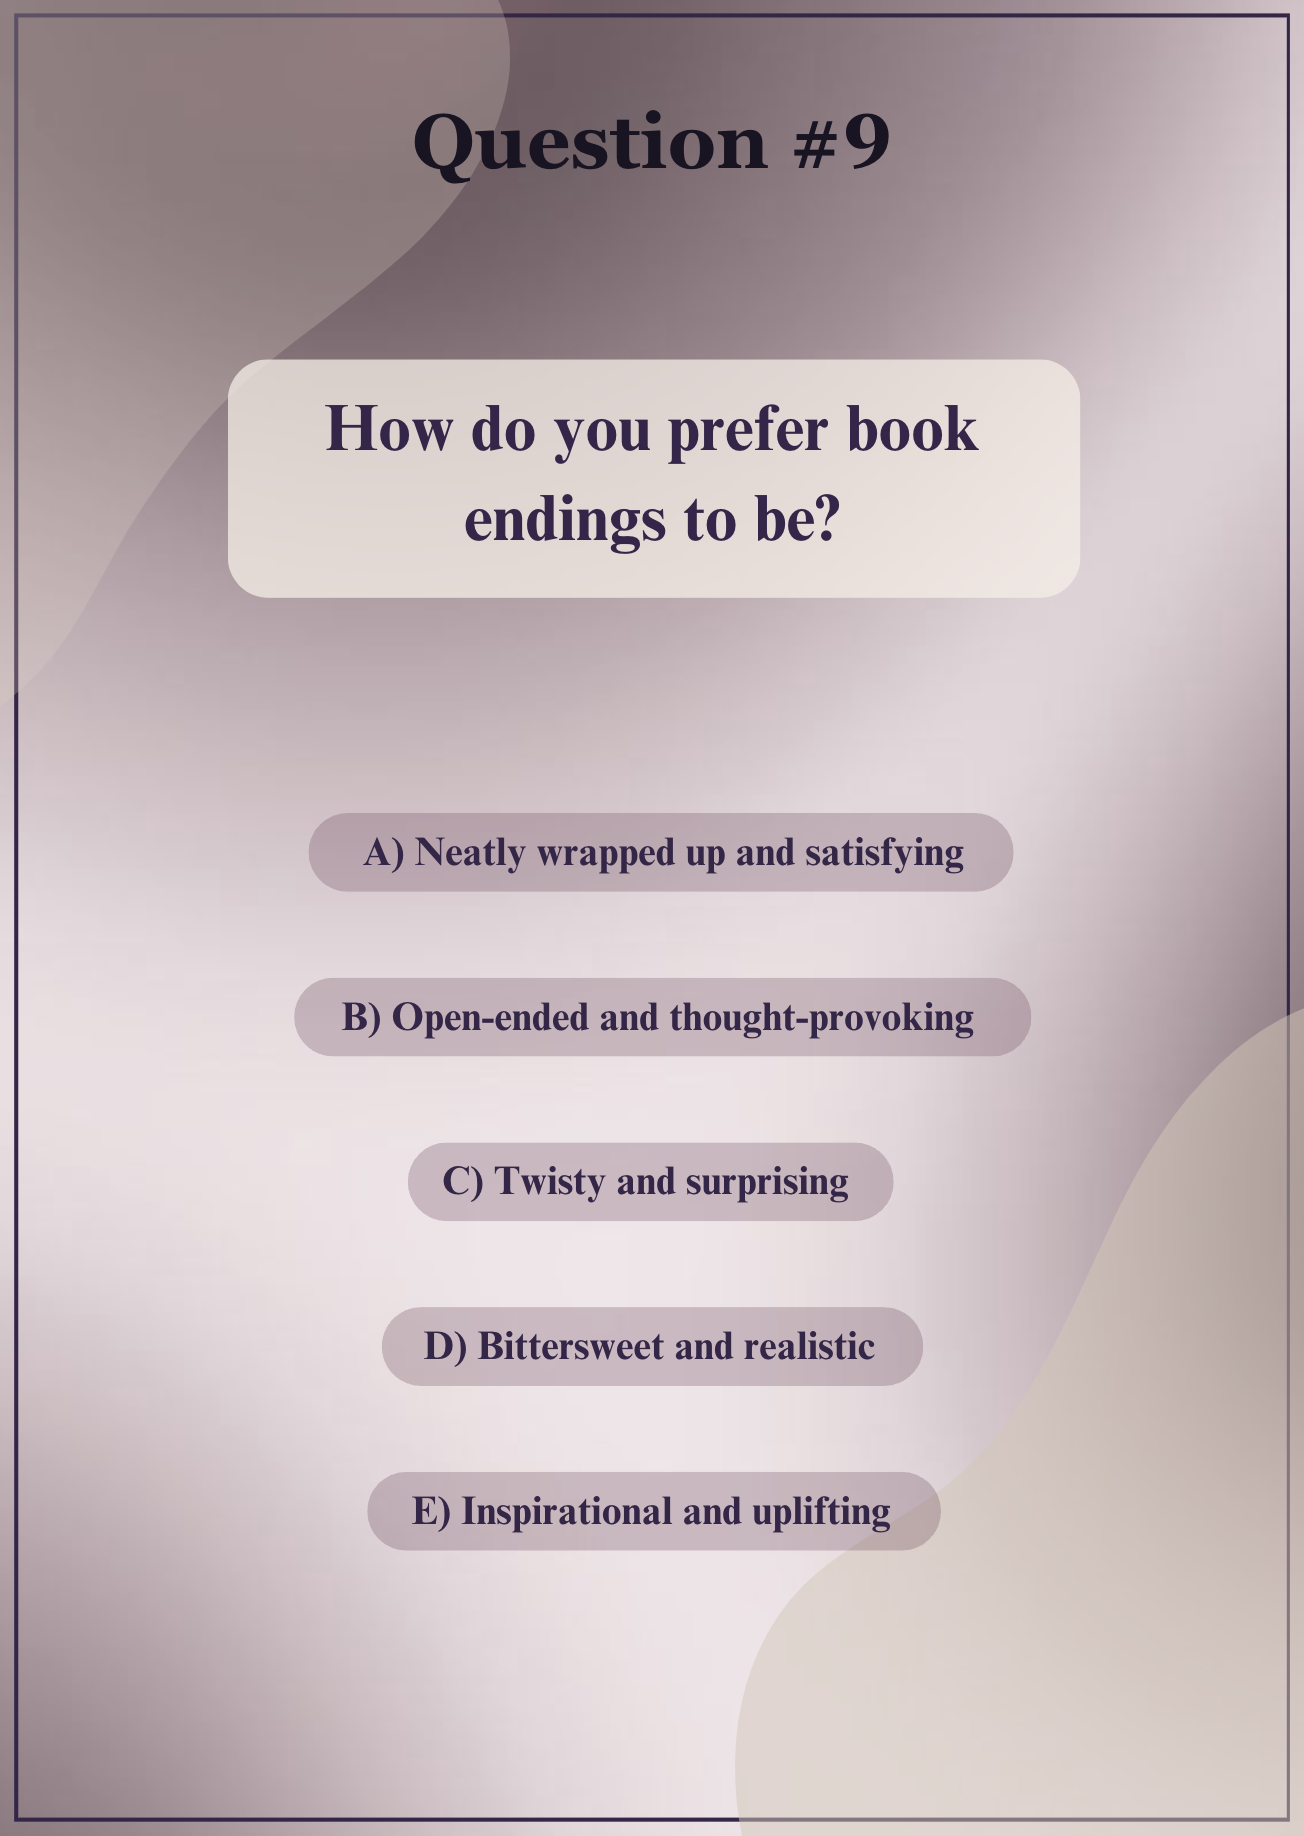 Question #9
How do you prefer book
endings to be?
A) Neatly wrapped up and satisfying
B) Open-ended and thought-provoking
C) Twisty and surprising
D) Bittersweet and realistic
E) Inspirational and uplifting